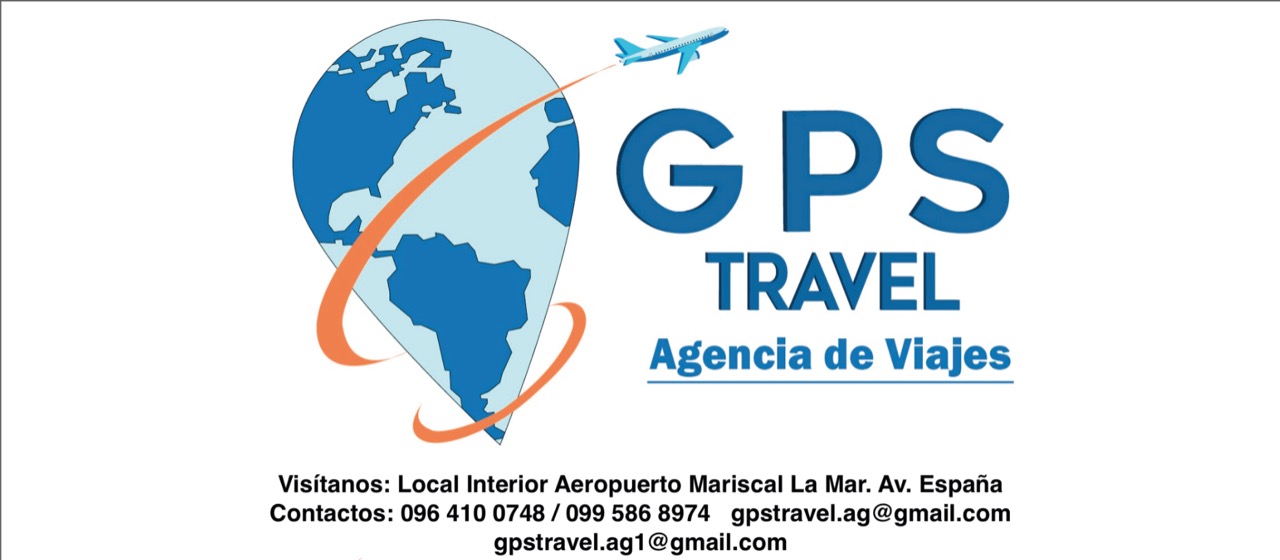 GPS
TRAVEL
Agencia de Viajes
Visítanos: Local Interior Aeropuerto Mariscal La Mar. Av. España
Contactos: 096 410 0748 / 099 586 8974 gpstravel.ag@gmail.com
gpstravel.ag1@gmail.com